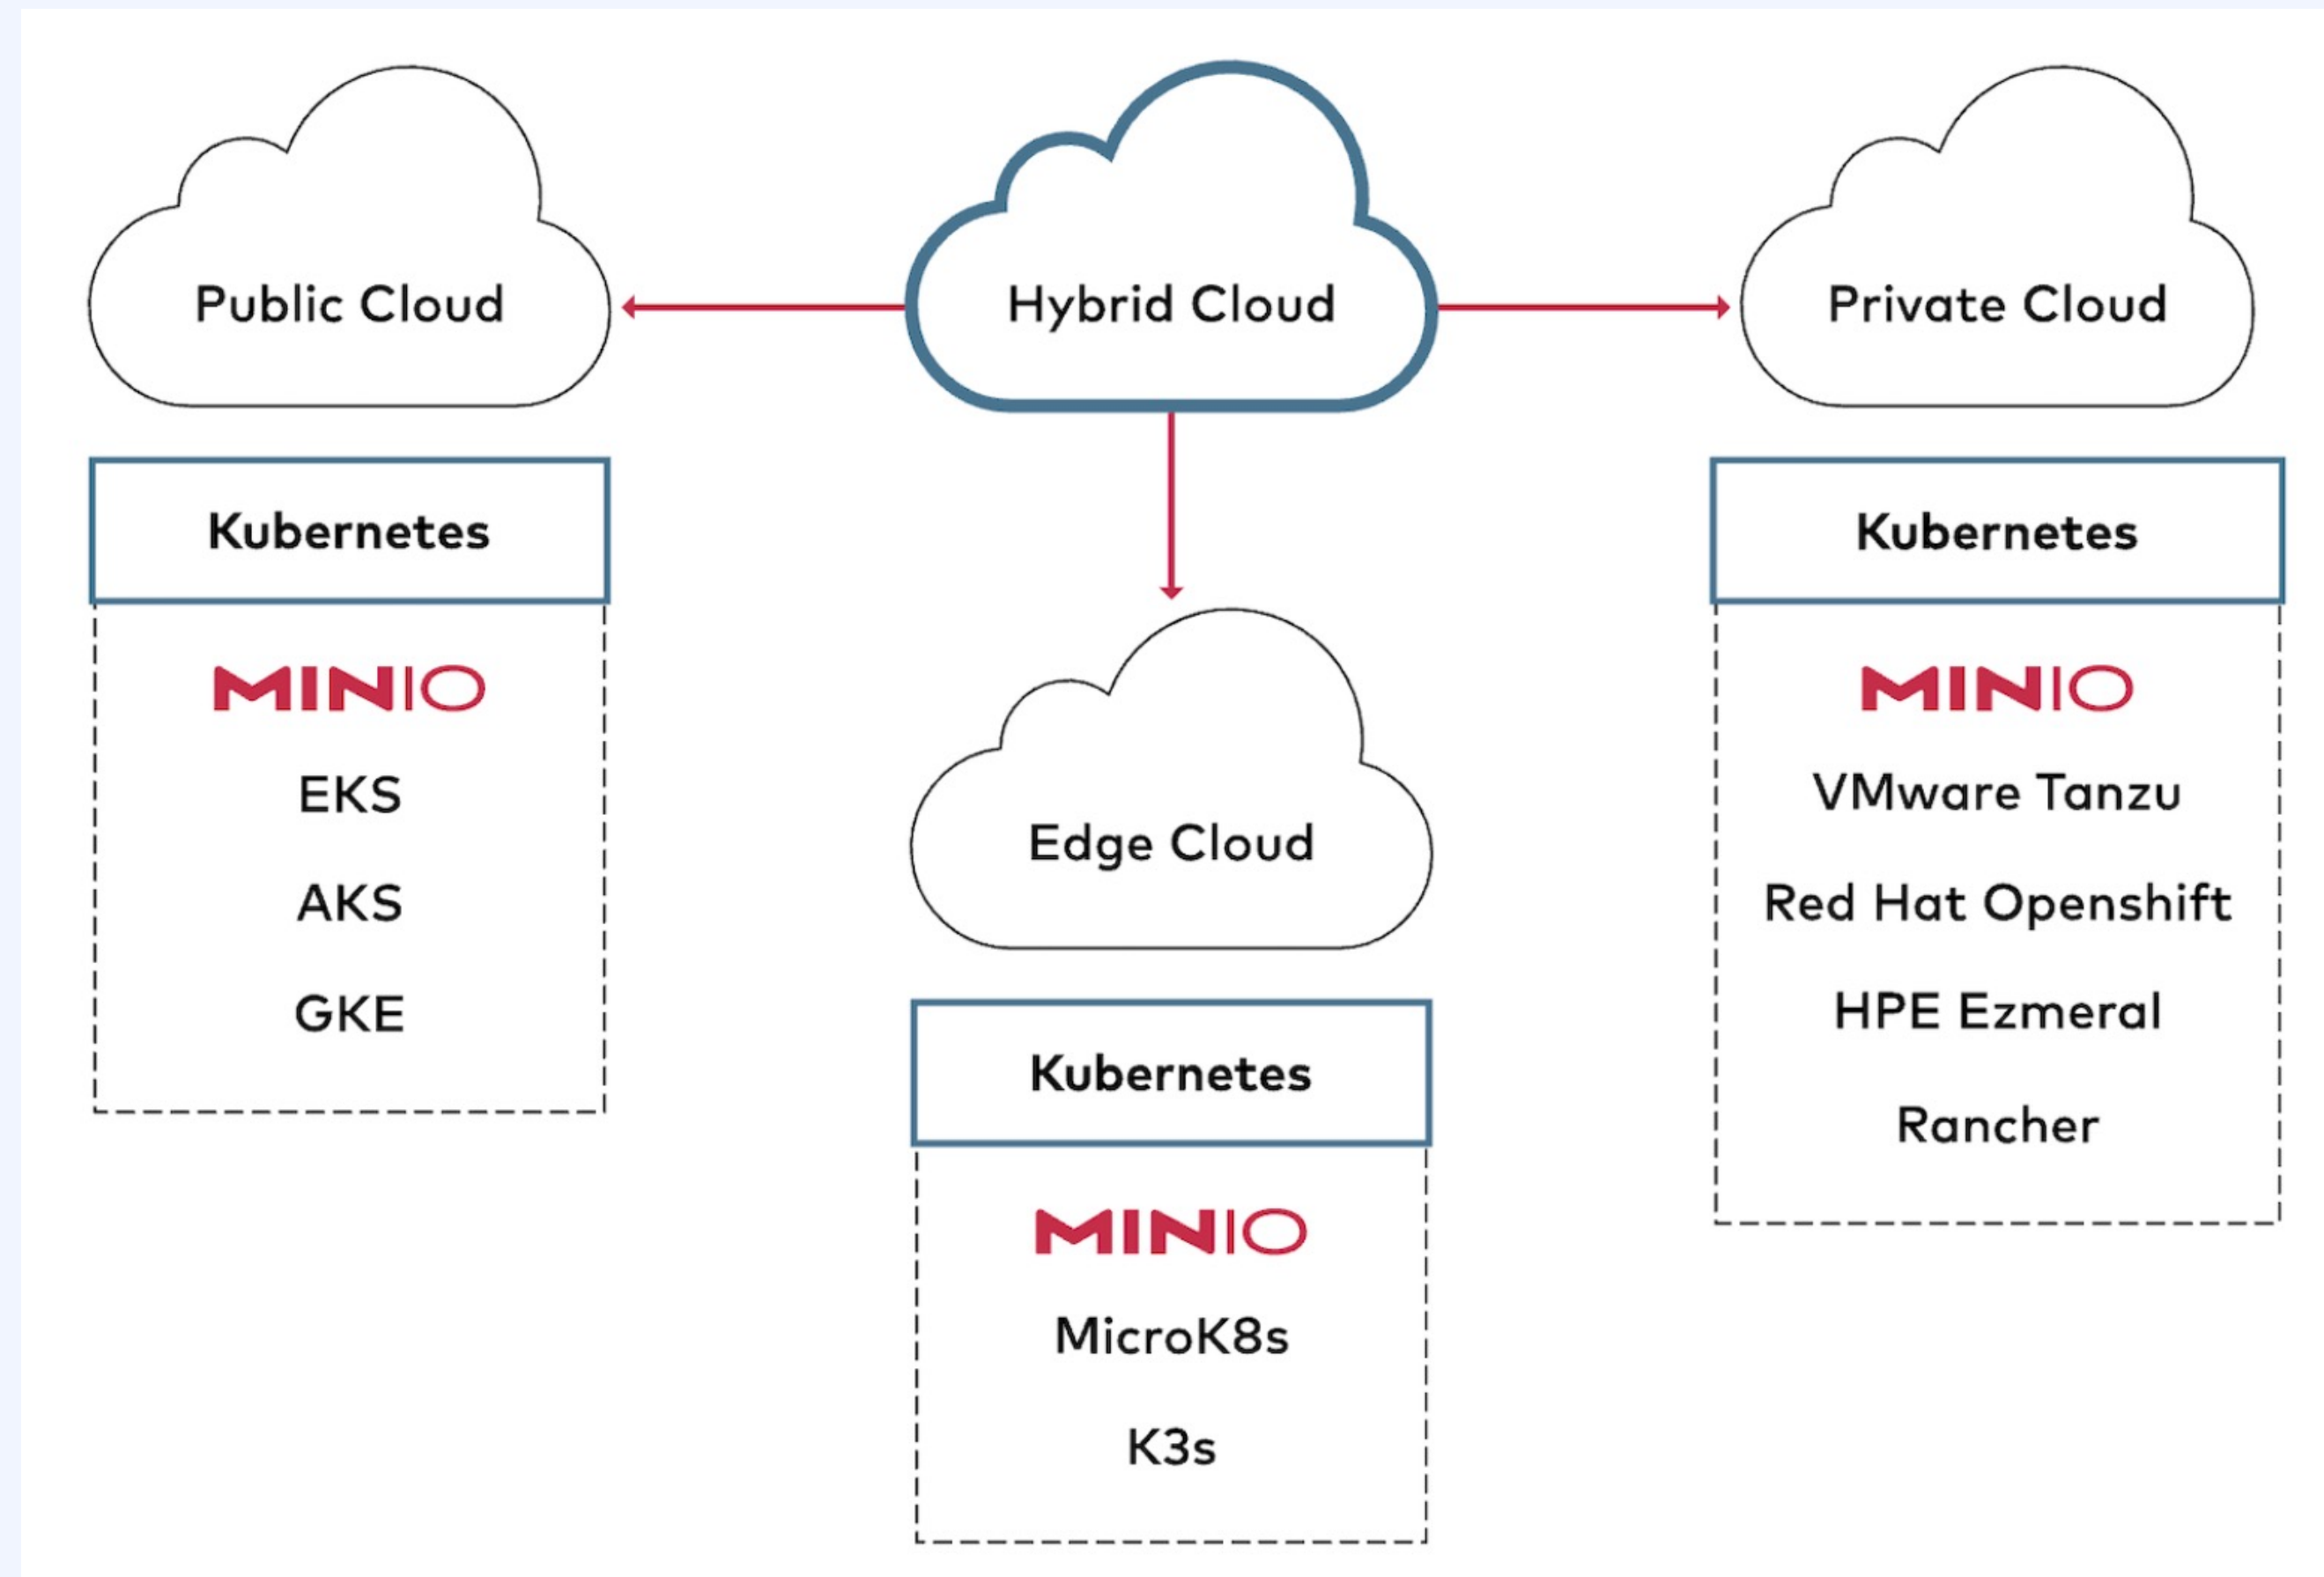 Public Cloud
Hybrid Cloud
Private Cloud
Kubernetes
MINIO
EKS
AKS
GKE
Edge Cloud
Kubernetes
MINIO
MicroK8s
K3s
Kubernetes
MINIO
VMware Tanzu
Red Hat Openshift
HPE Ezmeral
Rancher